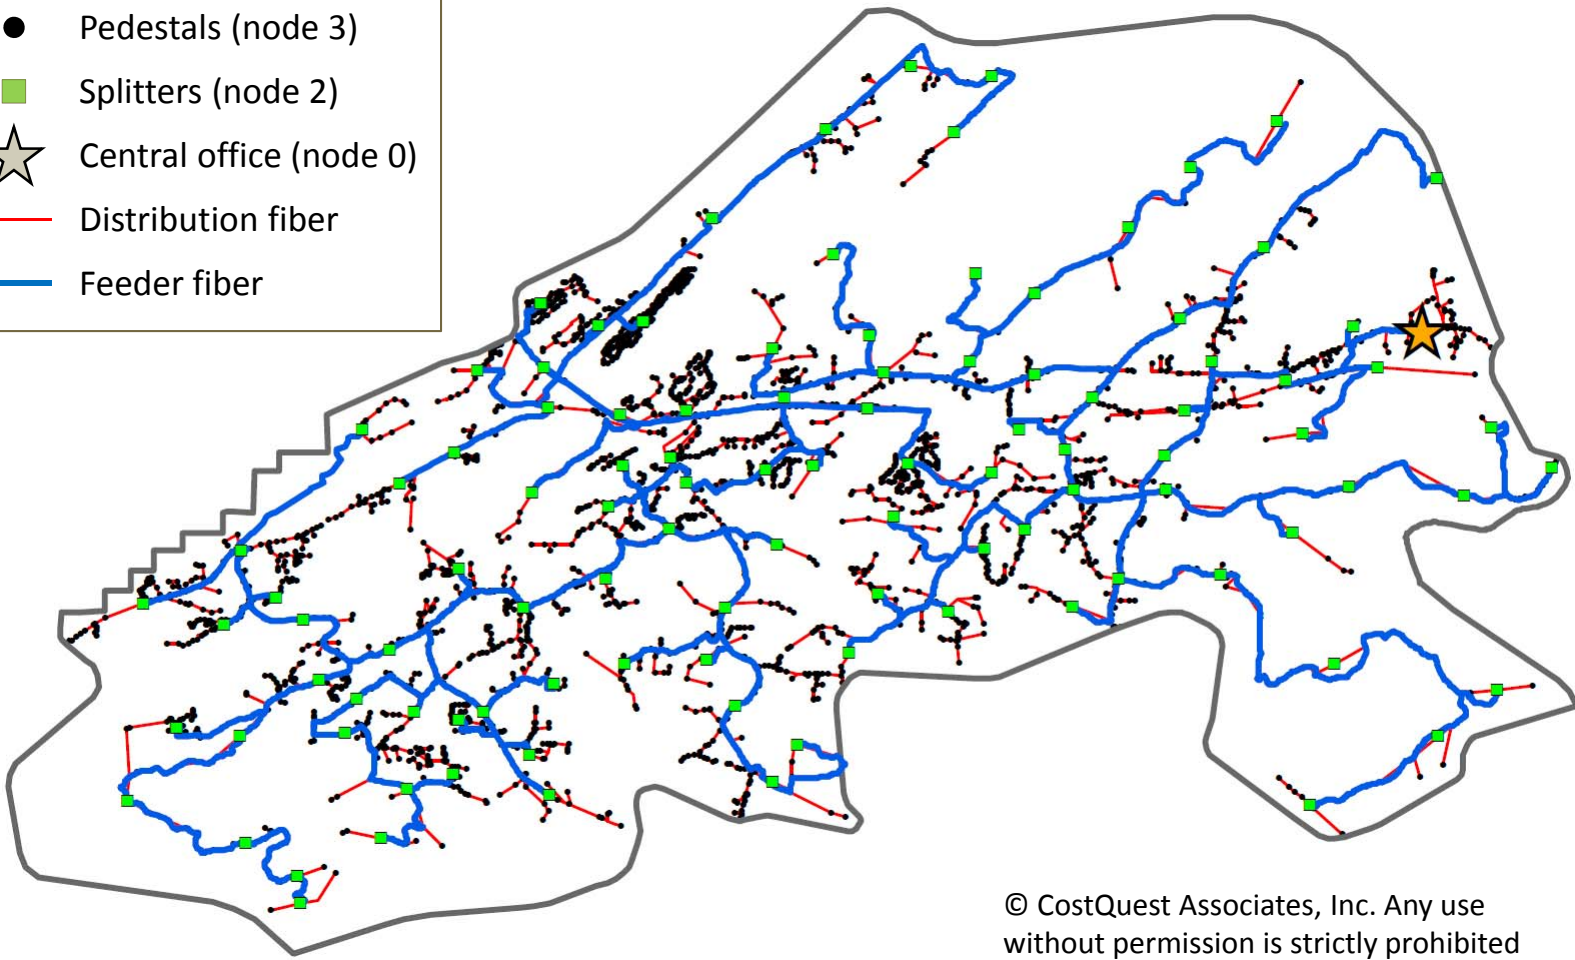 Pedestals (node 3)
Splitters (node 2)
Central office (node 0)
Distribution fiber
Feeder fiber
© CostQuest Associates, Inc. Any use
without permission is strictly prohibited